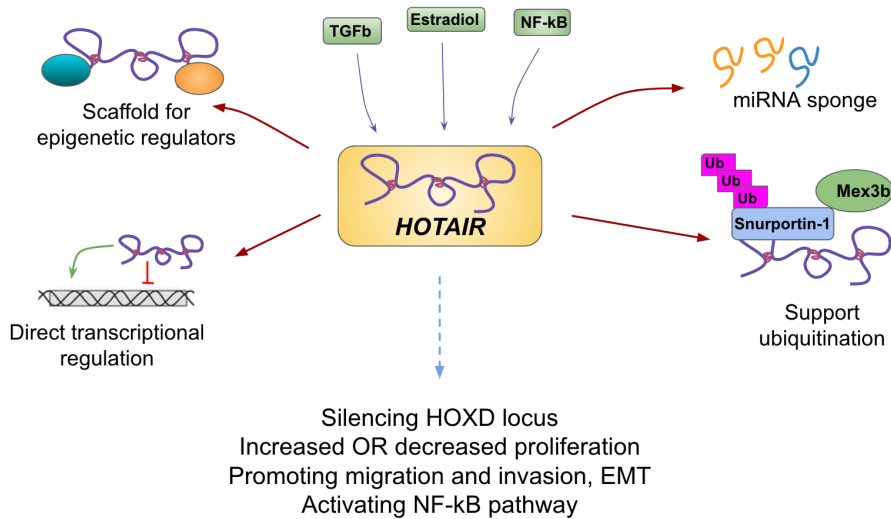 TGFb
Estradiol
NF-kB
Scaffold for
epigenetic regulators
miRNA sponge
HOTAIR
Ub
Ub
Ub
Mex3b
Snurportin-1
Direct transcriptional
regulation
Support
ubiquitination
Silencing HOXD locus
Increased OR decreased proliferation
Promoting migration and invasion, EMT
Activating NF-kB pathway